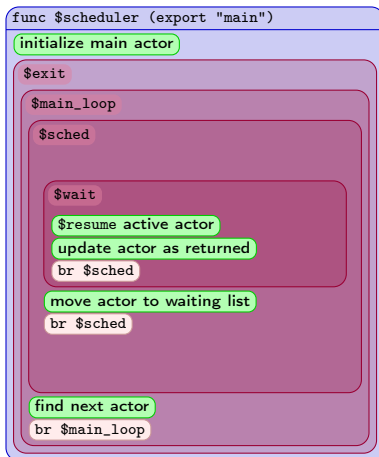 func $scheduler (export "main")
initialize main actor
$exit
$main_loop
$sched
$wait
$resume active actor
update actor as returned
br $sched
move actor to waiting list
br $sched
find next actor
br $main_loop